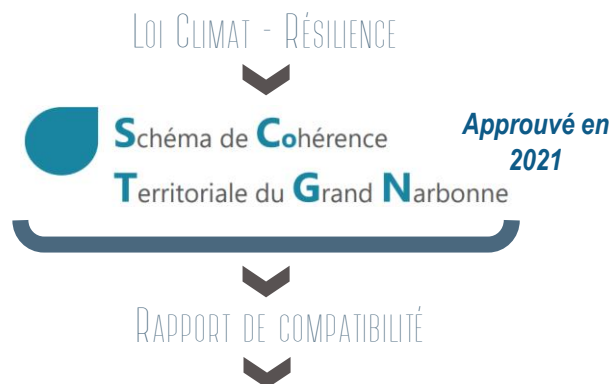 Loi Climat - Résilience
Schéma de Cohérence
Territoriale du Grand Narbonne
Approuvé en
2021
Rapport de compatibilité